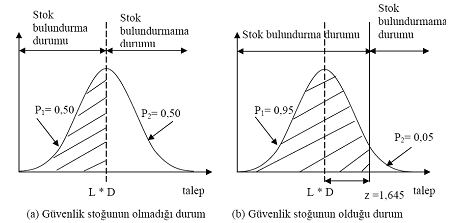 Stok
bulundurma
durumu
Stok
bulundurmama
durumu
P₁= 0,50
P₂= 0,50
L * D
talep
(a) Güvenlik stoğunun olmadığı durum
Stok bulundurma durumu
Stok
bulundurmama
durumu
P₁= 0,95
P₂= 0,05
L * D
talep
z =1,645
(b) Güvenlik stoğunun olduğu durum